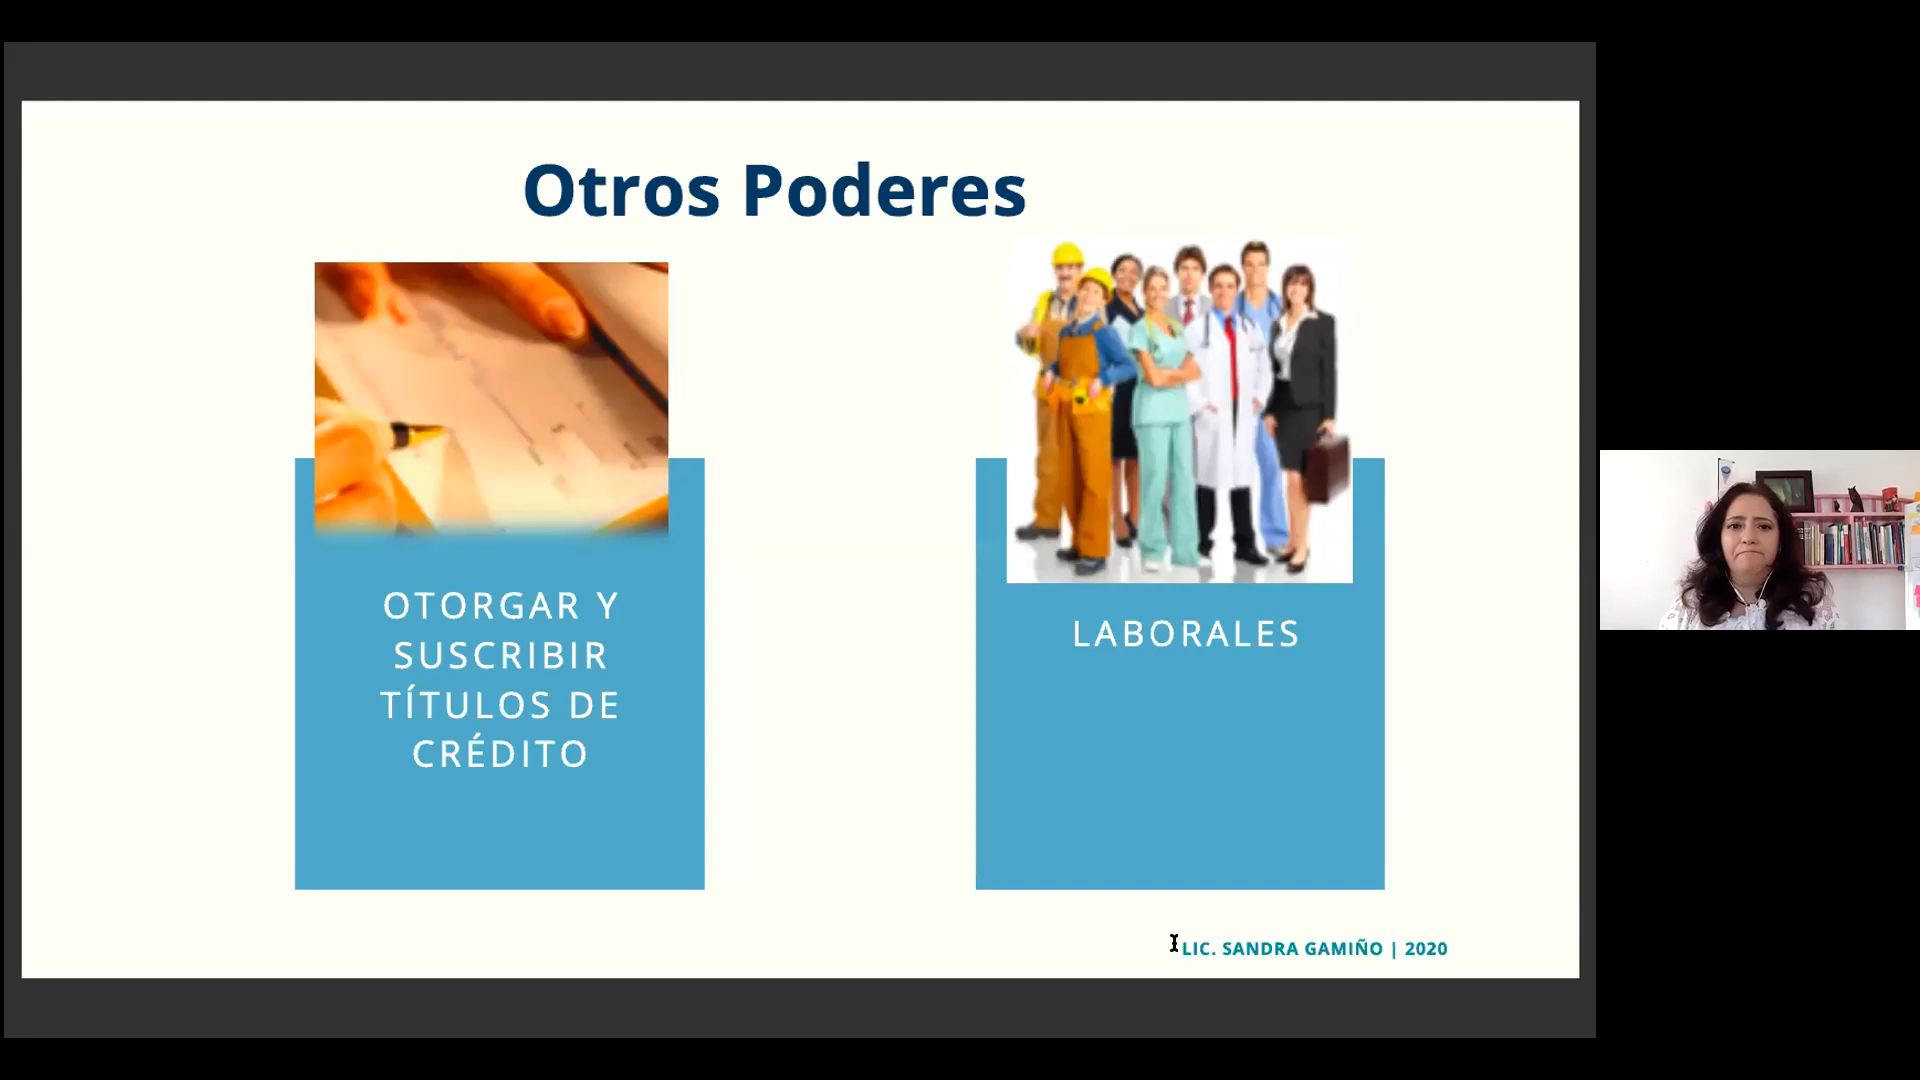 Otros Poderes
OTORGAR Y
SUSCRIBIR
TÍTULOS DE
CRÉDITO
LABORALES
LIC. SANDRA GAMIÑO | 2020